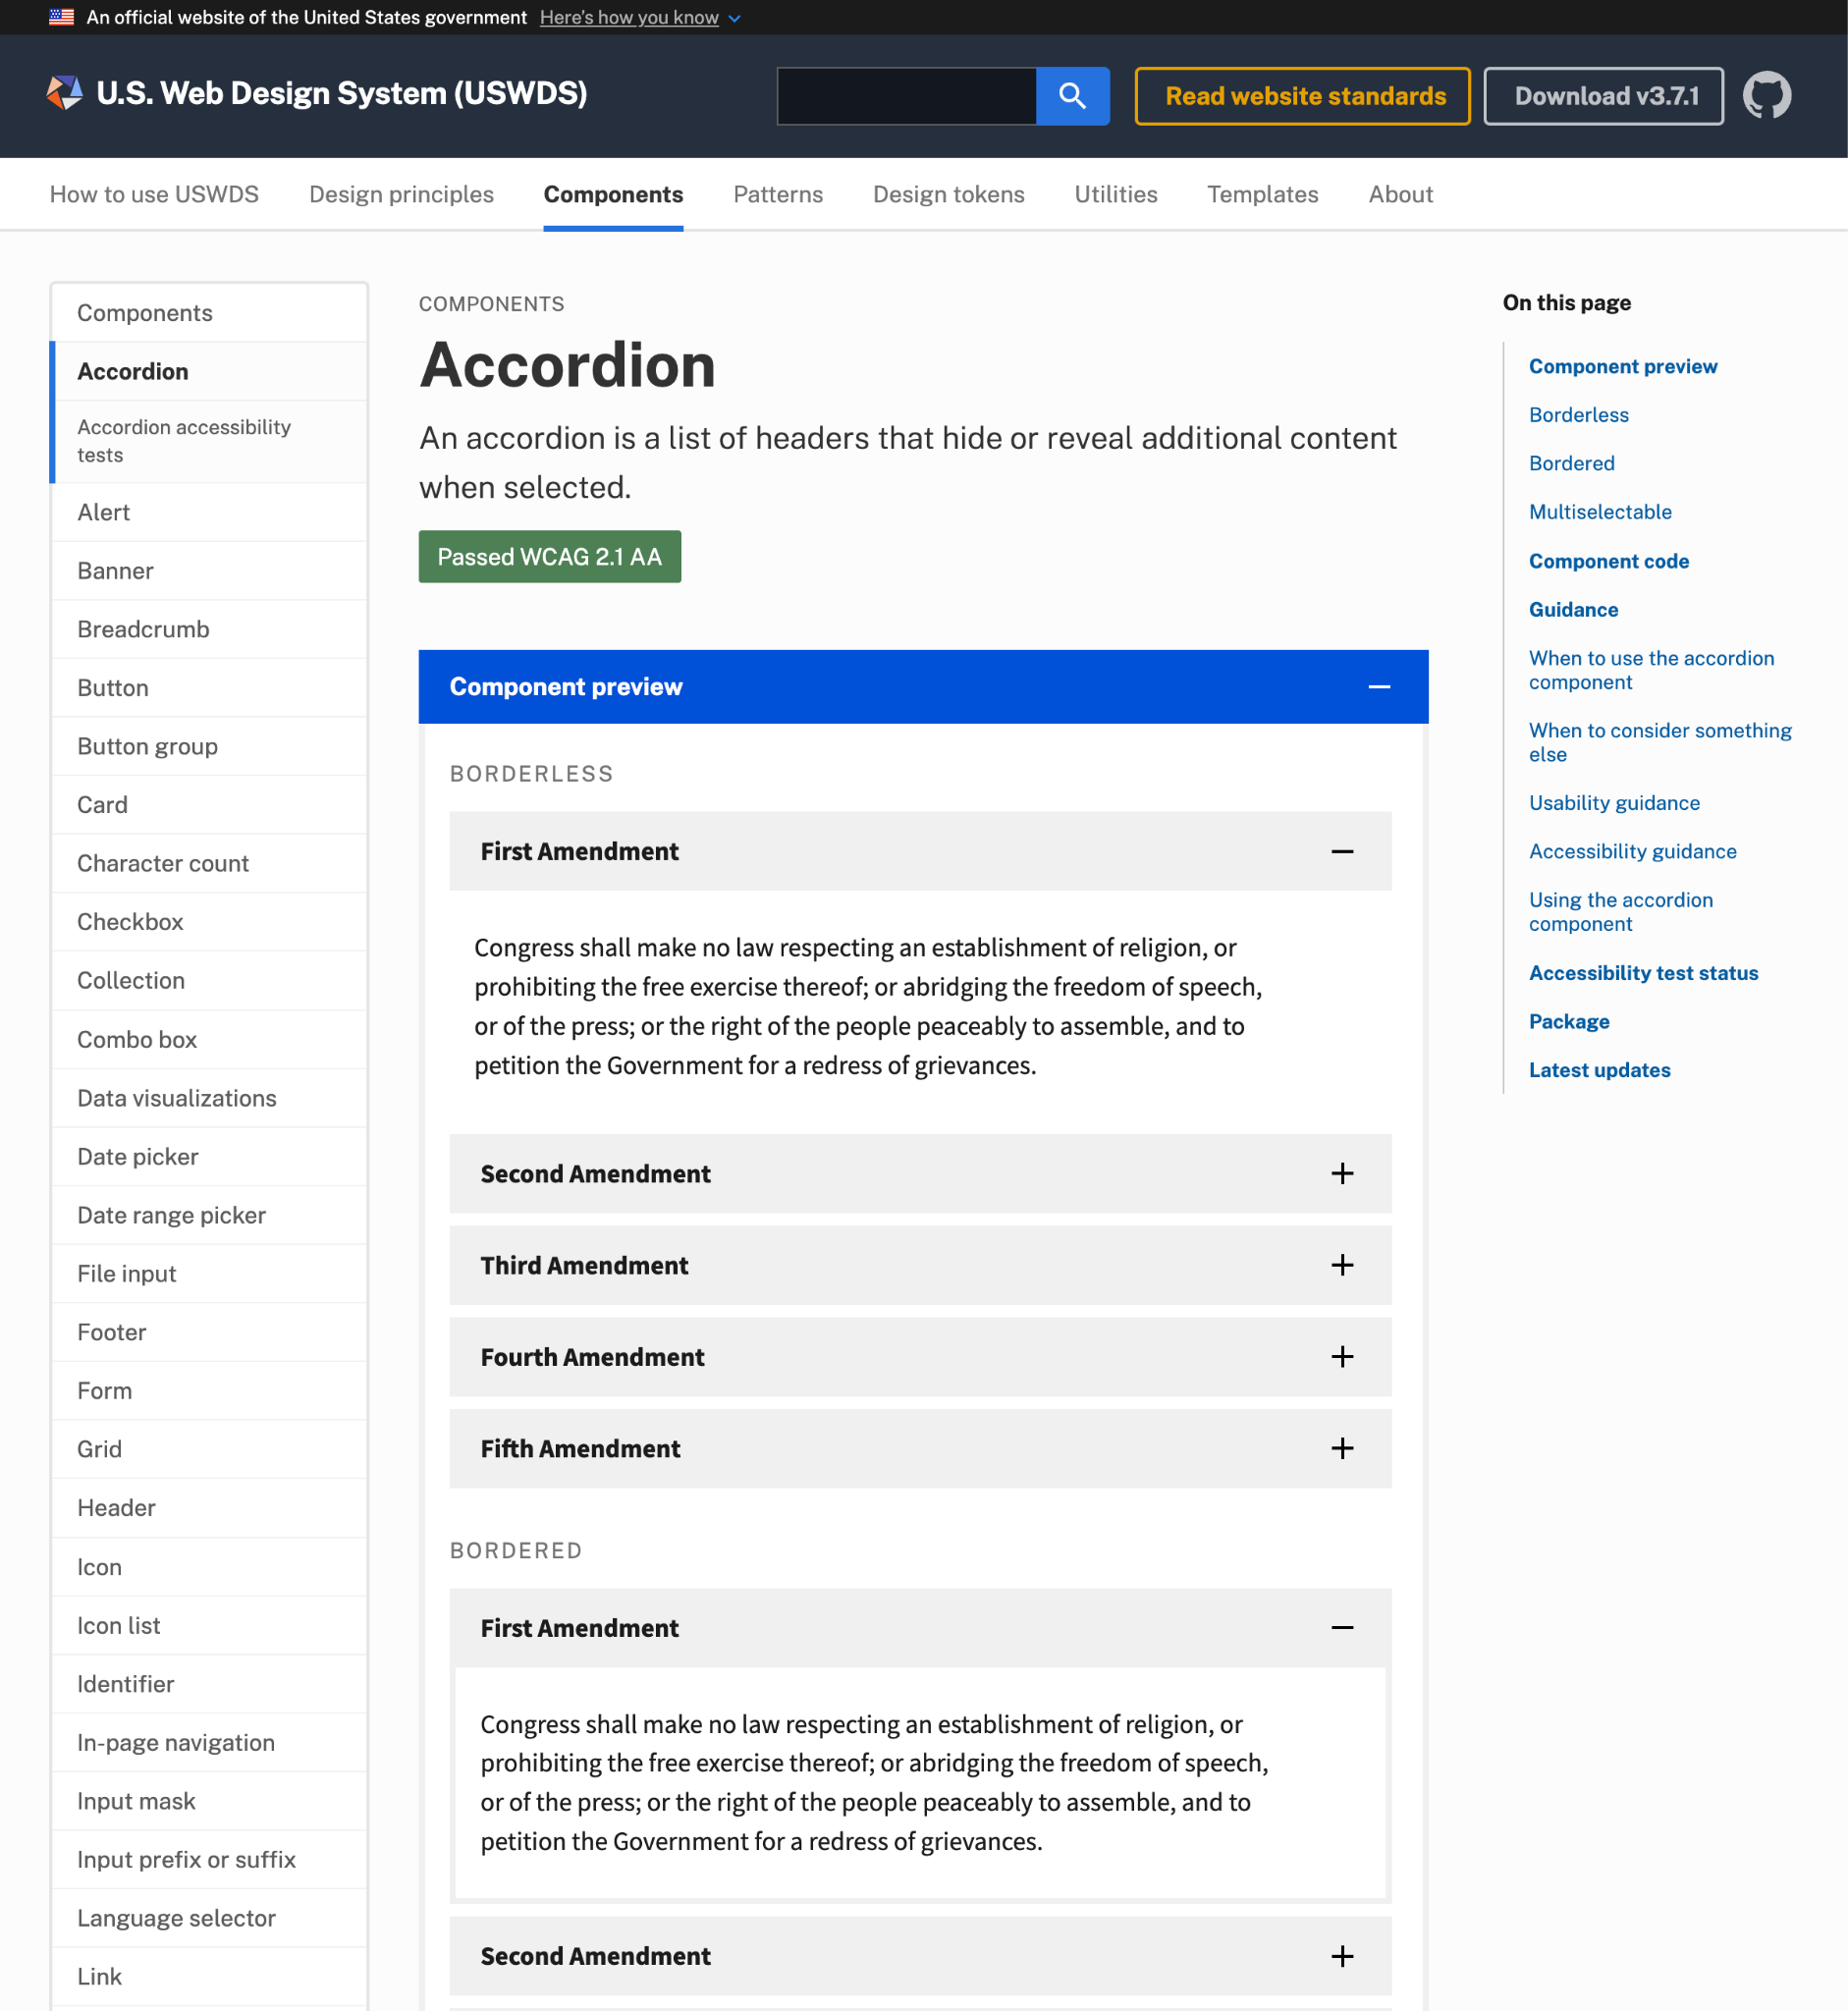 An official website of the United States government Here's how you know
U.S. Web Design System (USWDS)
Read website standards
Download v3.7.1
How to use USWDS
Design principles
Components
Patterns
Design tokens
Utilities
Templates
About
Components
Accordion
Accordion accessibility
tests
Alert
Banner
Breadcrumb
Button
Button group
Card
Character count
Checkbox
Collection
Combo box
Data visualizations
Date picker
Date range picker
File input
Footer
Form
Grid
Header
Icon
Icon list
Identifier
In-page navigation
Input mask
Input prefix or suffix
Language selector
Link
COMPONENTS
Accordion
An accordion is a list of headers that hide or reveal additional content
when selected.
Passed WCAG 2.1 AA
Component preview
BORDERLESS
First Amendment
Congress shall make no law respecting an establishment of religion, or
prohibiting the free exercise thereof; or abridging the freedom of speech,
or of the press; or the right of the people peaceably to assemble, and to
petition the Government for a redress of grievances.
Second Amendment
Third Amendment
Fourth Amendment
Fifth Amendment
BORDERED
First Amendment
Congress shall make no law respecting an establishment of religion, or
prohibiting the free exercise thereof; or abridging the freedom of speech,
or of the press; or the right of the people peaceably to assemble, and to
petition the Government for a redress of grievances.
Second Amendment
On this page
Component preview
Borderless
Bordered
Multiselectable
Component code
Guidance
When to use the accordion
component
When to consider something
else
Usability guidance
Accessibility guidance
Using the accordion
component
Accessibility test status
Package
Latest updates